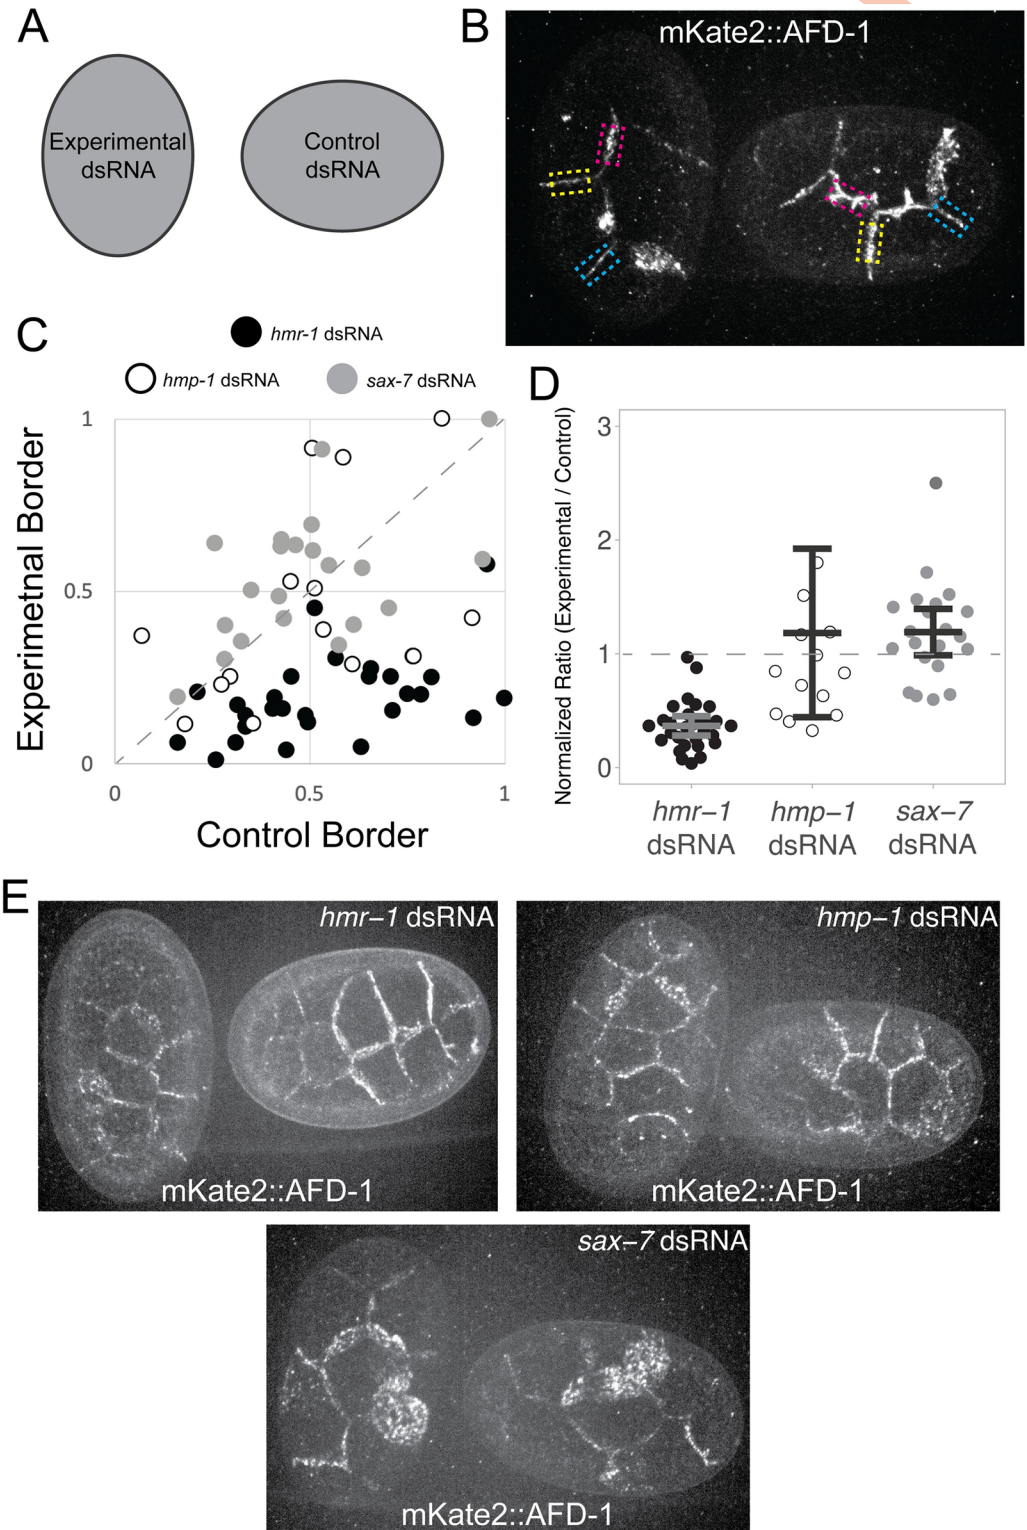 A
Experimental
dsRNA
Control
dsRNA
B
mKate2::AFD-1
C
hmr-1 dsRNA
hmp-1 dsRNA
sax-7 dsRNA
Experimetnal Border
1
0.5
0
0
0.5
1
Control Border
D
Normalized Ratio (Experimental / Control)
3
2
1
0
hmr-1
dsRNA
hmp-1
dsRNA
sax-7
dsRNA
E
hmr-1 dsRNA
mKate2::AFD-1
hmp-1 dsRNA
mKate2::AFD-1
sax-7 dsRNA
mKate2::AFD-1